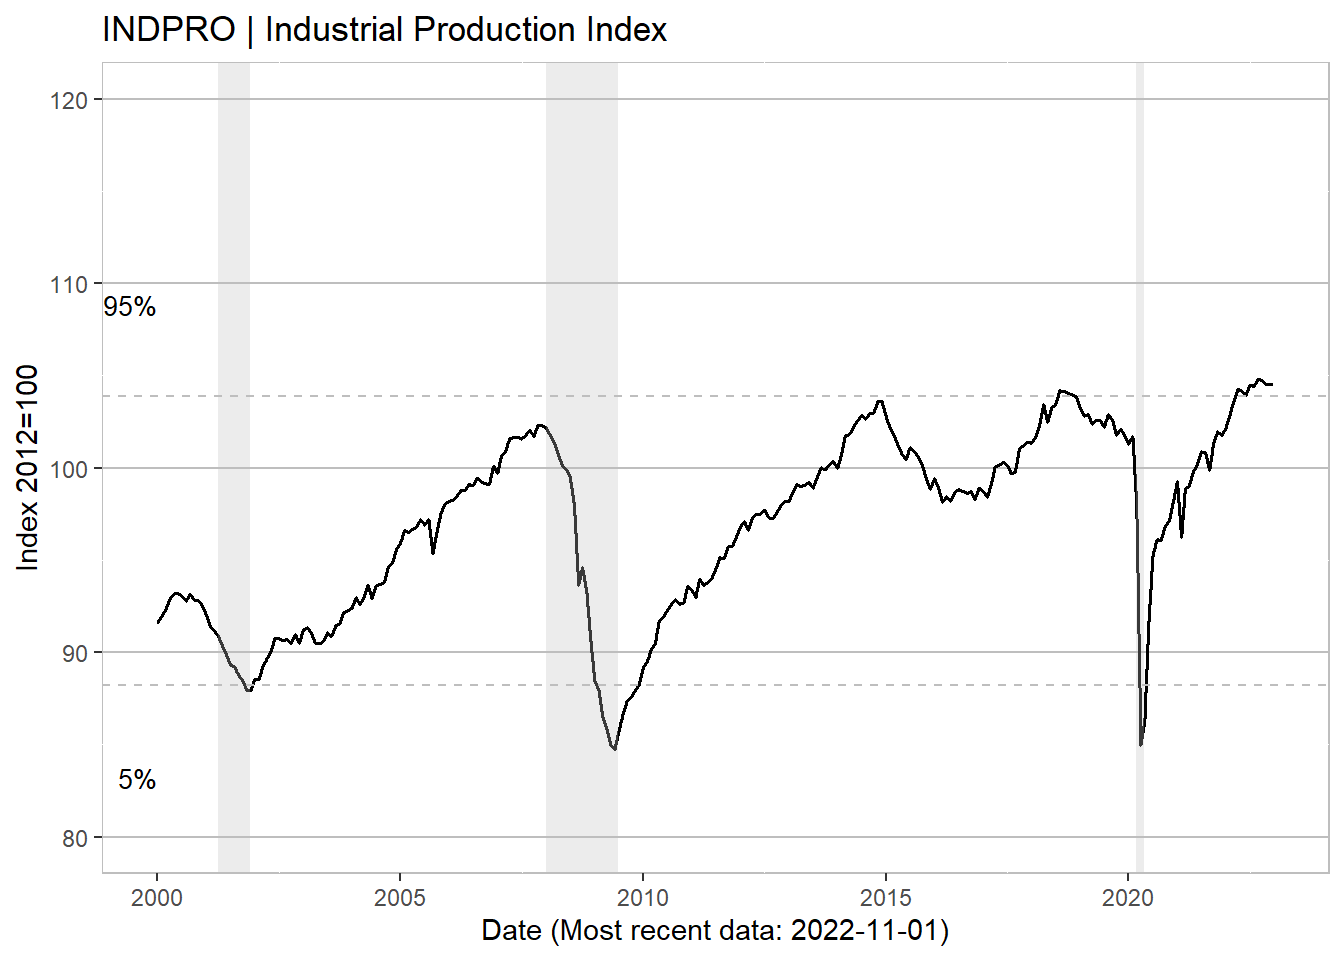 INDPRO | Industrial Production Index
Index 2012=100
120
110
95%
100
90
5%
80
2000 2005 2010 2015 2020
Date (Most recent data: 2022-11-01)